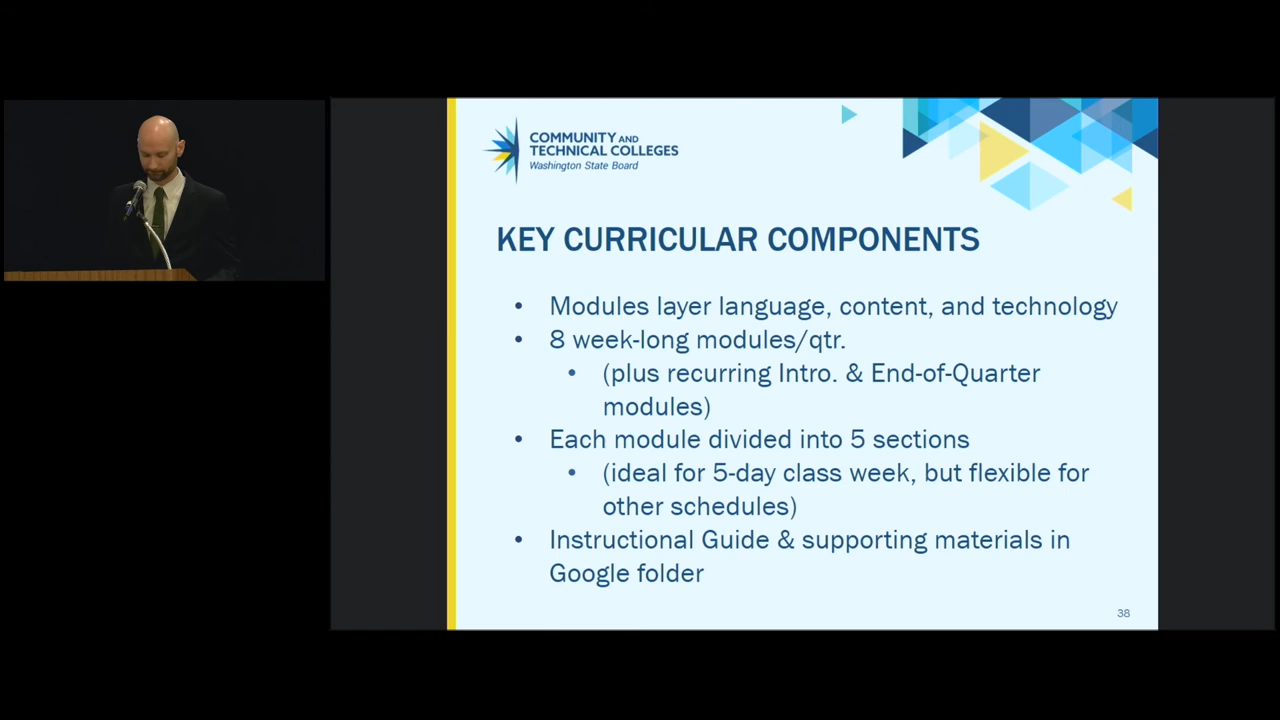 COMMUNITY AND
TECHNICAL COLLEGES
Washington State Board
KEY CURRICULAR COMPONENTS
• Modules layer language, content, and technology
• 8 week-long modules/qtr.
• (plus recurring Intro. & End-of-Quarter
modules)
• Each module divided into 5 sections
• (ideal for 5-day class week, but flexible for
other schedules)
• Instructional Guide & supporting materials in
Google folder
38